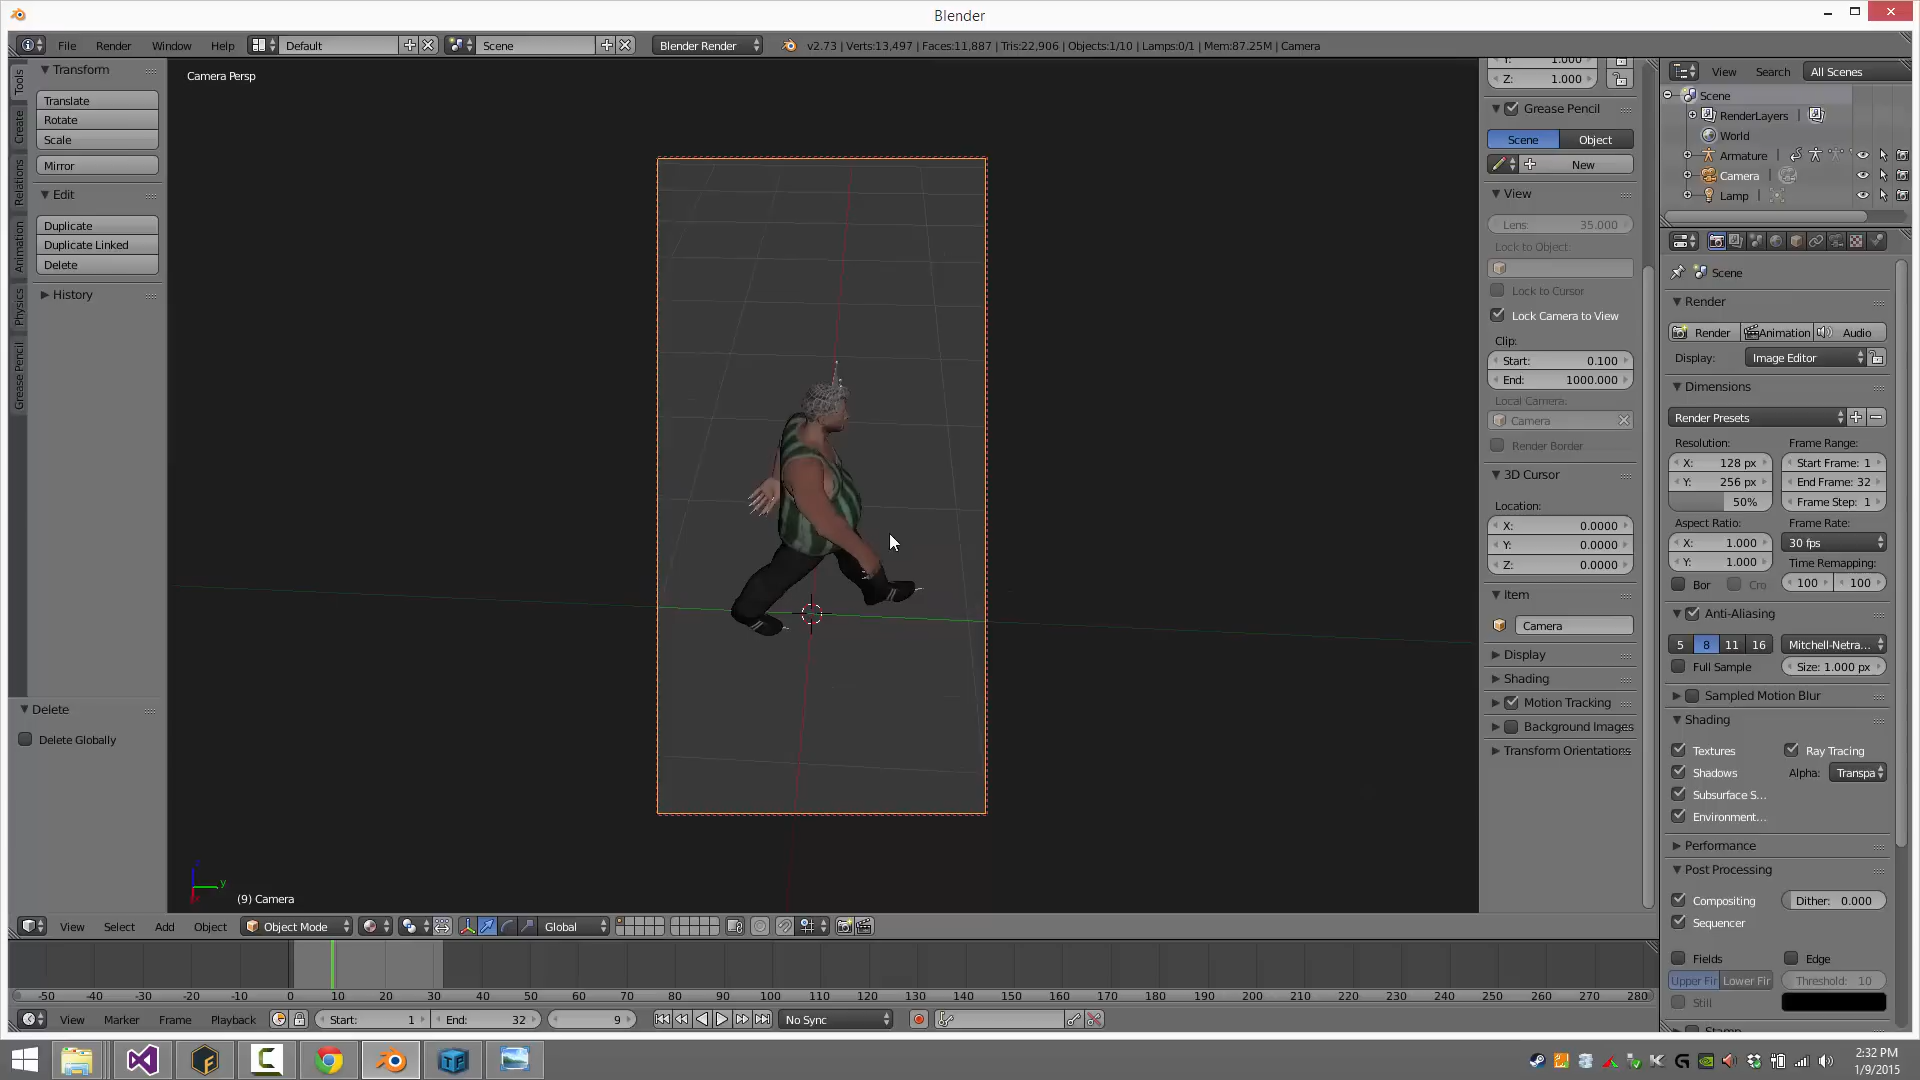 Blender
File Render Window Help Default Scene Blender Render v2.73 | Verts:13,497 | Faces:11,887 | Tris:22,906 | Objects:1/10 | Lamps:0/1 | Mem:87.25M | Camera
Tools
Create
Relations
Animation
Physics
Grease Pencil
Transform
Translate
Rotate
Scale
Mirror
Edit
Duplicate
Duplicate Linked
Delete
History
Delete
Delete Globally
Camera Persp
y
(9) Camera
Y: 1.000
Z: 1.000
Grease Pencil
Scene Object
New
View
Lens: 35.000
Lock to Object:
Lock to Cursor
Lock Camera to View
Clip:
Start: 0.100
End: 1000.000
Local Camera:
Camera
Render Border
3D Cursor
Location:
X: 0.0000
Y: 0.0000
Z: 0.0000
Item
Camera
Display
Shading
Motion Tracking
Background Images
Transform Orientations
View Search All Scenes
Scene
RenderLayers
World
Armature
Camera
Lamp
Scene
Render
Render Animation Audio
Display: Image Editor
Dimensions
Render Presets
Resolution: Frame Range:
X: 128 px Start Frame: 1
Y: 256 px End Frame: 32
50% Frame Step: 1
Aspect Ratio: Frame Rate:
X: 1.000 30 fps
Y: 1.000 Time Remapping:
Bor Cro 100 100
Anti-Aliasing
5 8 11 16 Mitchell-Netra...
Full Sample Size: 1.000 px
Sampled Motion Blur
Shading
Textures Ray Tracing
Shadows Alpha: Transpa
Subsurface S...
Environment...
Performance
Post Processing
Compositing Dither: 0.000
Sequencer
Fields Edge
Upper Fir Lower Fir Threshold: 10
Still
Stamp
View Select Add Object Object Mode Global
-50 -40 -30 -20 -10 0 10 20 30 40 50 60 70 80 90 100 110 120 130 140 150 160 170 180 190 200 210 220 230 240 250 260 270 280
View Marker Frame Playback Start: 1 End: 32 9 No Sync
2:32 PM
1/9/2015